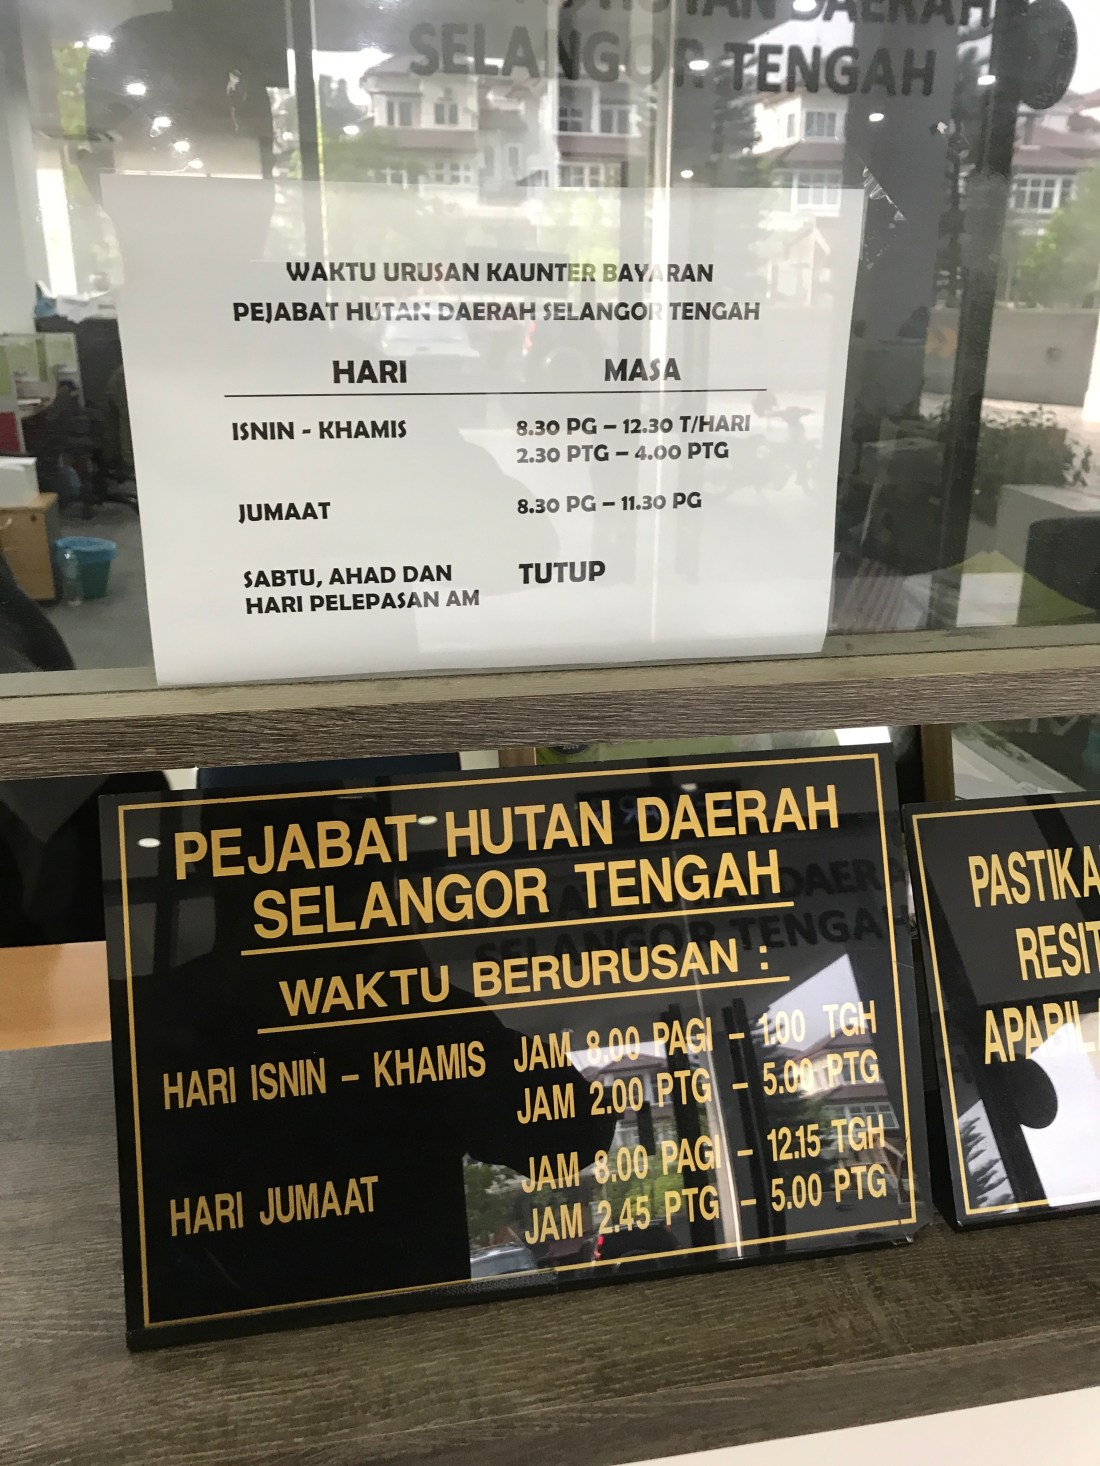 HUTAN DAERAH
SELANGOR TENGAH
WAKTU URUSAN KAUNTER BAYARAN
PEJABAT HUTAN DAERAH SELANGOR TENGAH
HARI MASA
ISNIN - KHAMIS 8.30 PG – 12.30 T/HARI
2.30 PTG – 4.00 PTG
JUMAAT 8.30 PG – 11.30 PG
SABTU, AHAD DAN TUTUP
HARI PELEPASAN AM
PEJABAT HUTAN DAERAH
SELANGOR TENGAH
WAKTU BERURUSAN :
HARI ISNIN – KHAMIS JAM 8.00 PAGI – 1.00 TGH
JAM 2.00 PTG – 5.00 PTG
HARI JUMAAT JAM 8.00 PAGI – 12.15 TGH
JAM 2.45 PTG – 5.00 PTG
PASTIKA
RESIT
APABIL